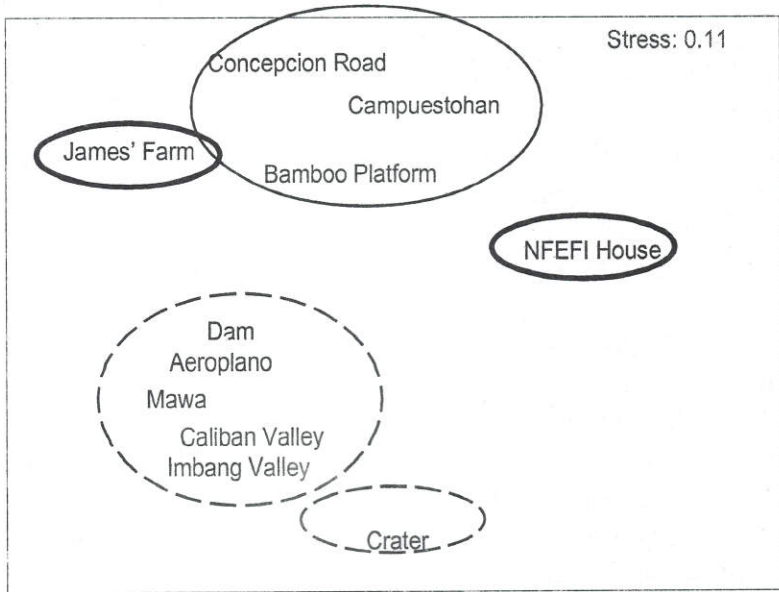 Stress: 0.11
Concepcion Road
Campuestohan
James' Farm
Bamboo Platform
NFEFI House
Dam
Aeroplano
Mawa
Caliban Valley
Imbang Valley
Crater